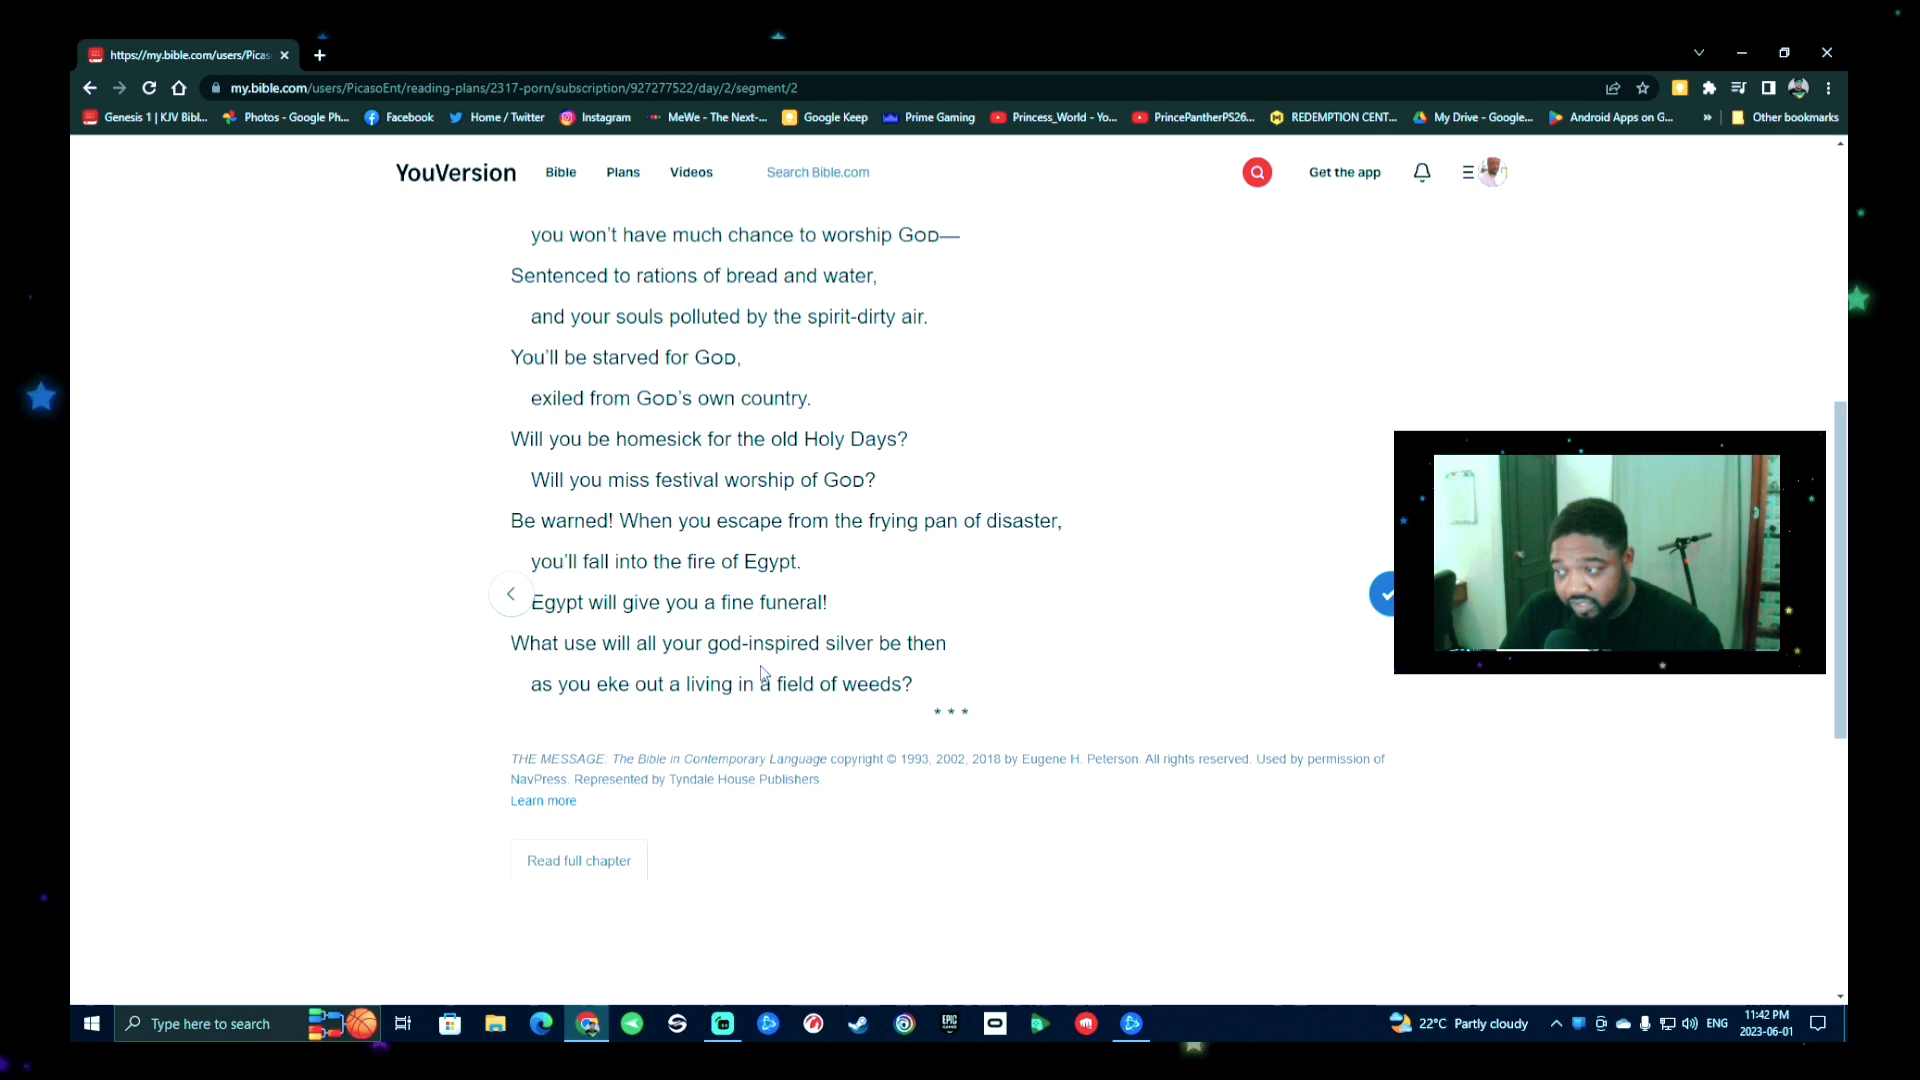 https://my.bible.com/users/Picas
my.bible.com/users/PicasoEnt/reading-plans/2317-porn/subscription/927277522/day/2/segment/2
Genesis 1 | KJV Bibl... Photos - Google Ph... Facebook Home / Twitter Instagram MeWe - The Next-... Google Keep Prime Gaming Princess_World - Yo... PrincePantherPS26... REDEMPTION CENT... My Drive - Google... Android Apps on G... » Other bookmarks
YouVersion Bible Plans Videos Search Bible.com Get the app
you won't have much chance to worship GOD—
Sentenced to rations of bread and water,
and your souls polluted by the spirit-dirty air.
You'll be starved for GOD,
exiled from GOD's own country.
Will you be homesick for the old Holy Days?
Will you miss festival worship of GOD?
Be warned! When you escape from the frying pan of disaster,
you'll fall into the fire of Egypt.
Egypt will give you a fine funeral!
What use will all your god-inspired silver be then
as you eke out a living in a field of weeds?
* * *
THE MESSAGE: The Bible in Contemporary Language copyright © 1993, 2002, 2018 by Eugene H. Peterson. All rights reserved. Used by permission of
NavPress. Represented by Tyndale House Publishers.
Learn more
Read full chapter
Type here to search
EPIC
22°C Partly cloudy
ENG
11:42 PM
2023-06-01